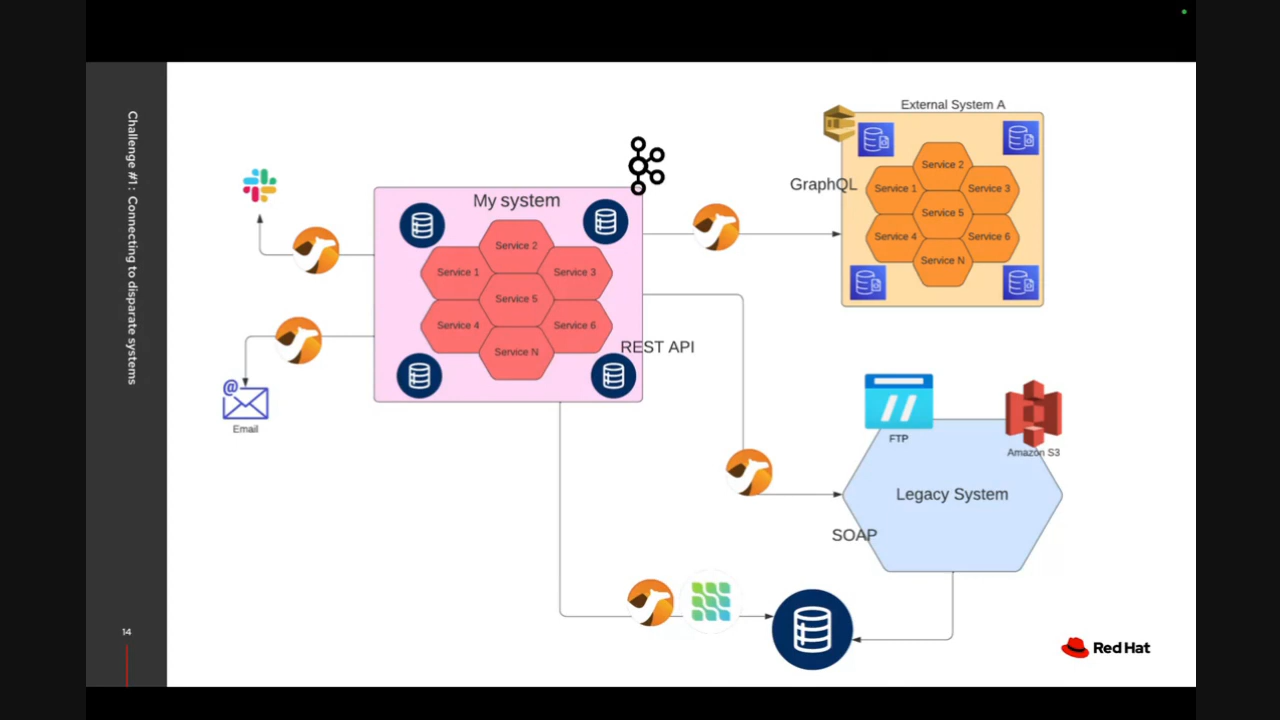 Challenge #1 : Connecting to disparate systems
14
My system
Service 2
Service 1
Service 3
Service 5
Service 4
Service 6
Service N
REST API
Email
External System A
GraphQL
Service 2
Service 1
Service 3
Service 5
Service 4
Service 6
Service N
FTP
Amazon S3
Legacy System
SOAP
Red Hat